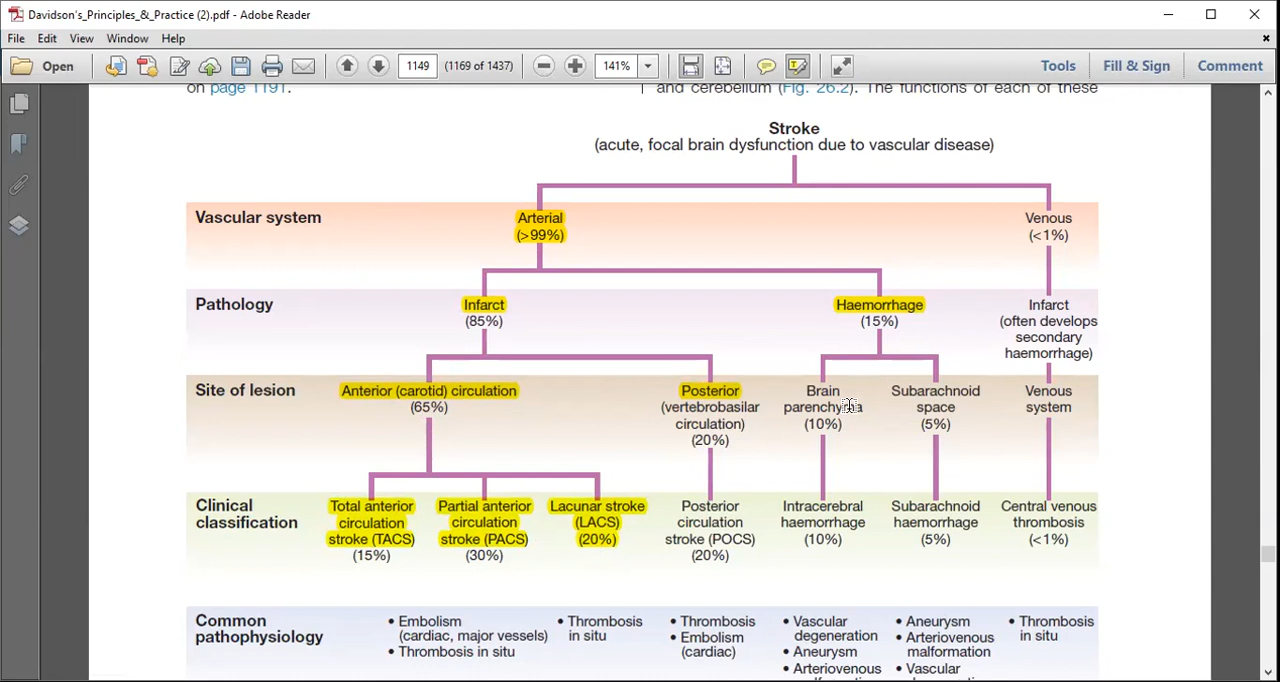 Davidson's_Principles_&_Practice (2).pdf - Adobe Reader
File Edit View Window Help
Open 1149 (1169 of 1437) 141% Tools Fill & Sign Comment
on page 1191. and cerebellum (Fig. 26.2). The functions of each of these
Stroke
(acute, focal brain dysfunction due to vascular disease)
Vascular system
Arterial
(>99%)
Venous
(<1%)
Pathology
Infarct
(85%)
Haemorrhage
(15%)
Infarct
(often develops
secondary
haemorrhage)
Site of lesion
Anterior (carotid) circulation
(65%)
Posterior
(vertebrobasilar
circulation)
(20%)
Brain
parenchyma
(10%)
Subarachnoid
space
(5%)
Venous
system
Clinical
classification
Total anterior
circulation
stroke (TACS)
(15%)
Partial anterior
circulation
stroke (PACS)
(30%)
Lacunar stroke
(LACS)
(20%)
Posterior
circulation
stroke (POCS)
(20%)
Intracerebral
haemorrhage
(10%)
Subarachnoid
haemorrhage
(5%)
Central venous
thrombosis
(<1%)
Common
pathophysiology
• Embolism
(cardiac, major vessels)
• Thrombosis in situ
• Thrombosis
in situ
• Thrombosis
• Embolism
(cardiac)
• Vascular
degeneration
• Aneurysm
• Arteriovenous
• Aneurysm
• Arteriovenous
malformation
• Vascular
• Thrombosis
in situ